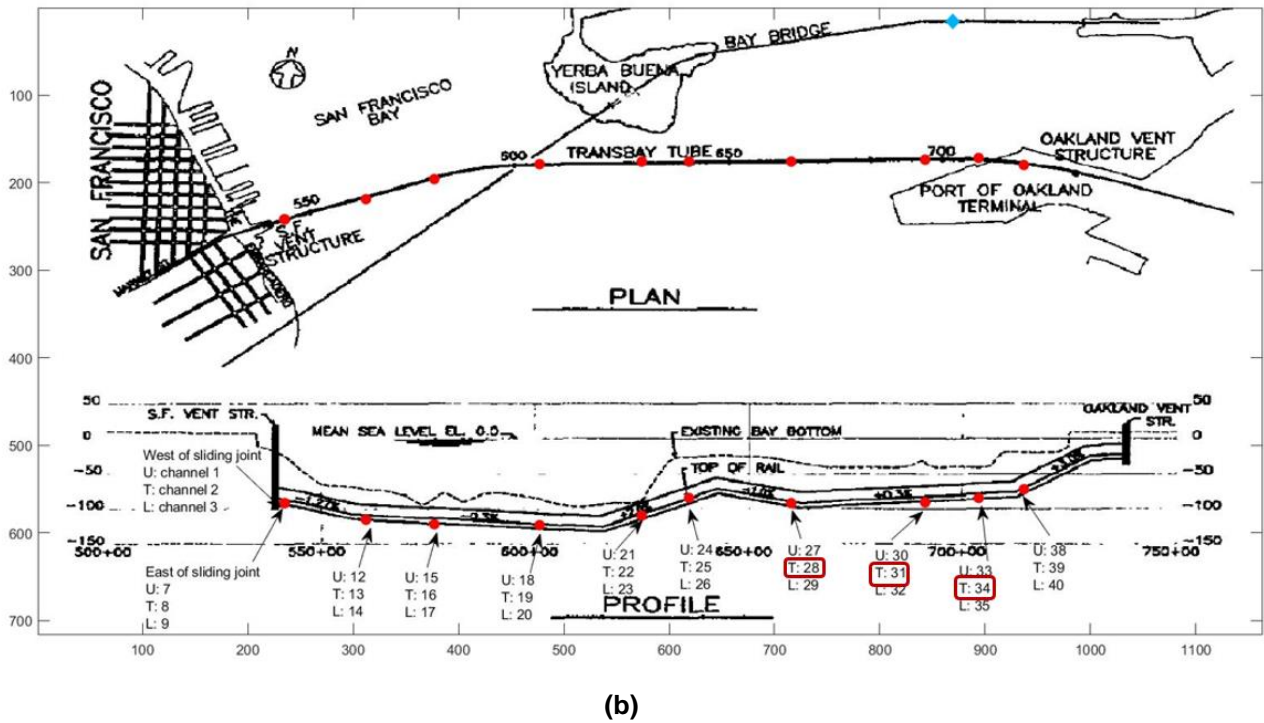 N
SAN FRANCISCO
BAY
YERBA BUENA
ISLAND
BAY BRIDGE
SAN FRANCISCO
500
TRANSBAY TUBE 650
700
OAKLAND VENT
STRUCTURE
PORT OF OAKLAND
TERMINAL
550
S.F.
VENT
STRUCTURE
PLAN
100
200
300
400
500
600
700
50
0
-50
-100
-150
S.F. VENT STR.
MEAN SEA LEVEL EL. 0.0
EXISTING BAY BOTTOM
TOP OF RAIL
OAKLAND VENT
STR.
50
0
-50
-100
-150
West of sliding joint
U: channel 1
T: channel 2
L: channel 3
-0.3%
+0.3%
500+00
550+00
600+00
650+00
700+00
750+00
East of sliding joint
U: 7
T: 8
L: 9
U: 12
T: 13
L: 14
U: 15
T: 16
L: 17
U: 18
T: 19
L: 20
U: 21
T: 22
L: 23
U: 24
T: 25
L: 26
U: 27
T: 28
L: 29
U: 30
T: 31
L: 32
U: 33
T: 34
L: 35
U: 38
T: 39
L: 40
PROFILE
100
200
300
400
500
600
700
800
900
1000
1100
(b)